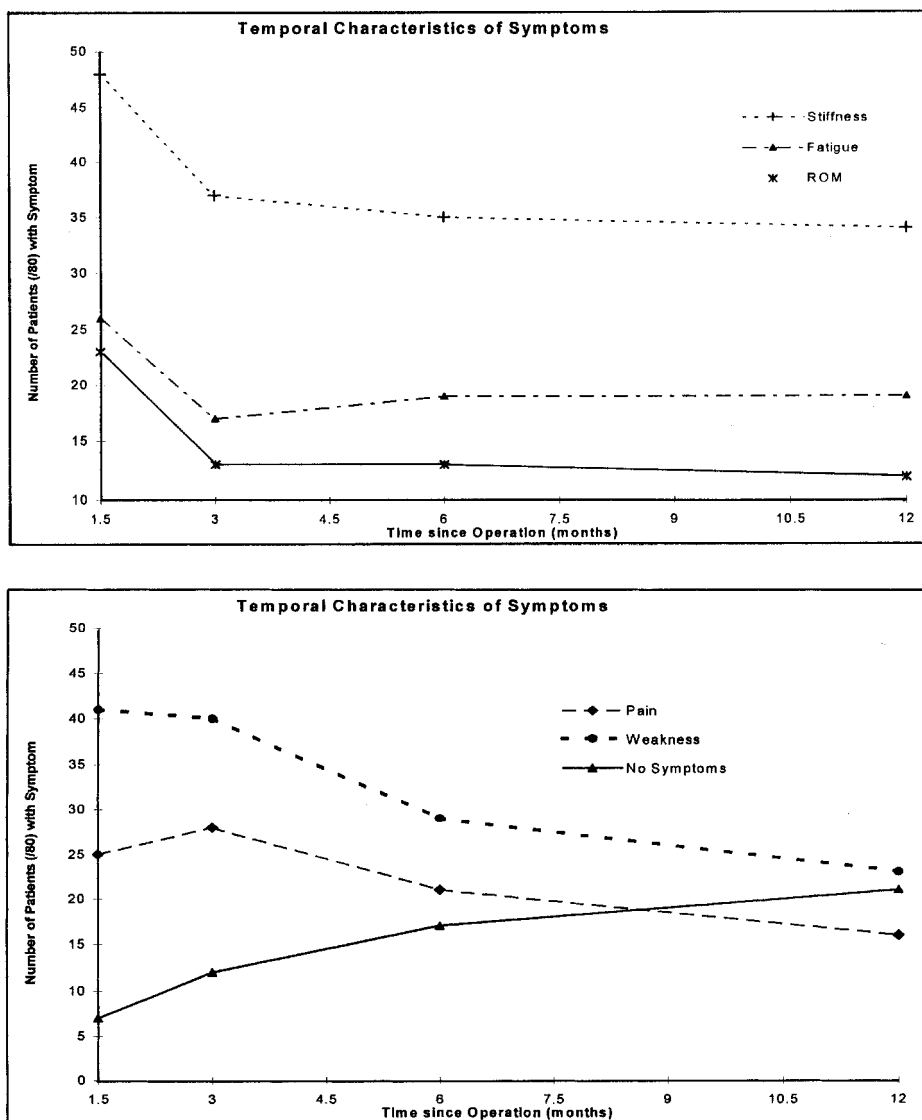 Temporal Characteristics of Symptoms
Number of Patients (/80) with Symptom
50
45
40
35
30
25
20
15
10
Stiffness
Fatigue
ROM
1.5 3 4.5 6 7.5 9 10.5 12
Time since Operation (months)
Temporal Characteristics of Symptoms
Number of Patients (/80) with Symptom
50
45
40
35
30
25
20
15
10
5
0
Pain
Weakness
No Symptoms
1.5 3 4.5 6 7.5 9 10.5 12
Time since Operation (months)